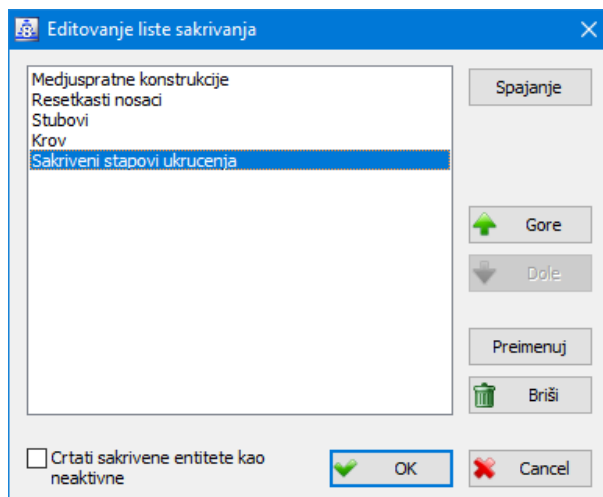 Editovanje liste sakrivanja
Medjuspratne konstrukcije
Resetkasti nosaci
Stubovi
Krov
Sakriveni stapovi ukrucenja
Spajanje
Gore
Dole
Preimenuj
Briši
Crtati sakrivene entitete kao
neaktivne
OK
Cancel